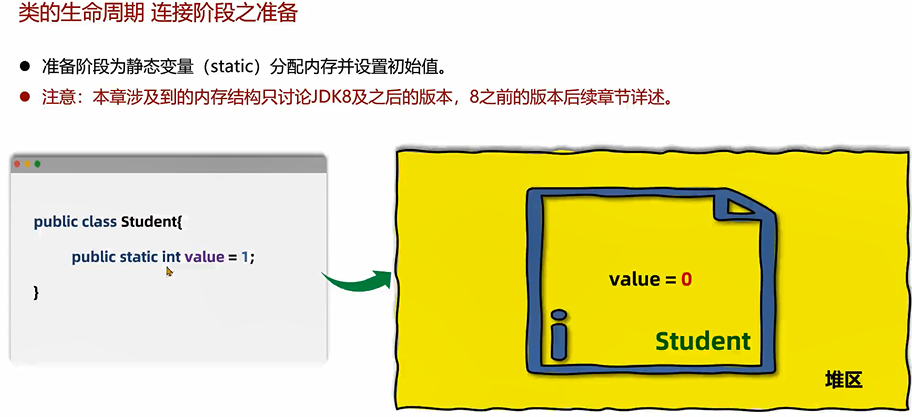 类的生命周期 连接阶段之准备
● 准备阶段为静态变量（static）分配内存并设置初始值。
● 注意：本章涉及到的内存结构只讨论JDK8及之后的版本，8之前的版本后续章节详述。
public class Student{
public static int value = 1;
}
value = 0
Student
堆区